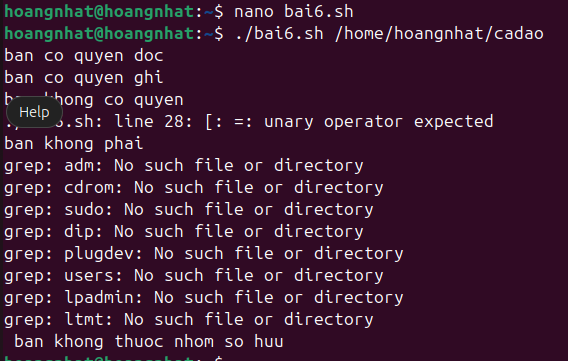 hoangnhat@hoangnhat:~$ nano bai6.sh
hoangnhat@hoangnhat:~$ ./bai6.sh /home/hoangnhat/cadao
ban co quyen doc
ban co quyen ghi
khong co quyen
Help
.sh: line 28: [: =: unary operator expected
ban khong phai
grep: adm: No such file or directory
grep: cdrom: No such file or directory
grep: sudo: No such file or directory
grep: dip: No such file or directory
grep: plugdev: No such file or directory
grep: users: No such file or directory
grep: lpadmin: No such file or directory
grep: ltmt: No such file or directory
ban khong thuoc nhom so huu